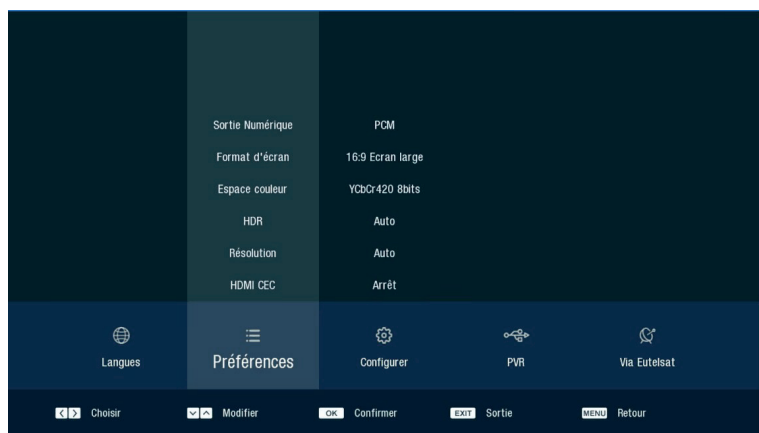 Sortie Numérique PCM
Format d'écran 16:9 Ecran large
Espace couleur YCbCr420 8bits
HDR Auto
Résolution Auto
HDMI CEC Arrêt
Langues Préférences Configurer PVR Via Eutelsat
< > Choisir Modifier OK Confirmer EXIT Sortie MENU Retour